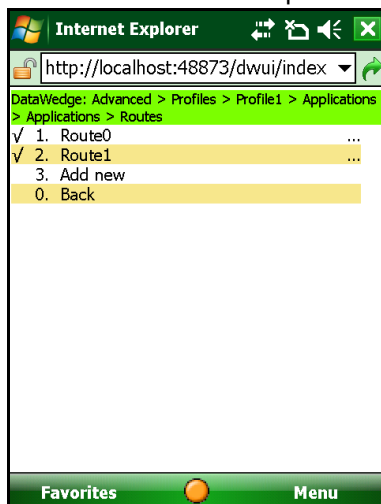 Internet Explorer
http://localhost:48873/dwui/index
DataWedge: Advanced > Profiles > Profile1 > Applications
> Applications > Routes
√ 1. Route0 ...
√ 2. Route1 ...
3. Add new
0. Back
Favorites Menu